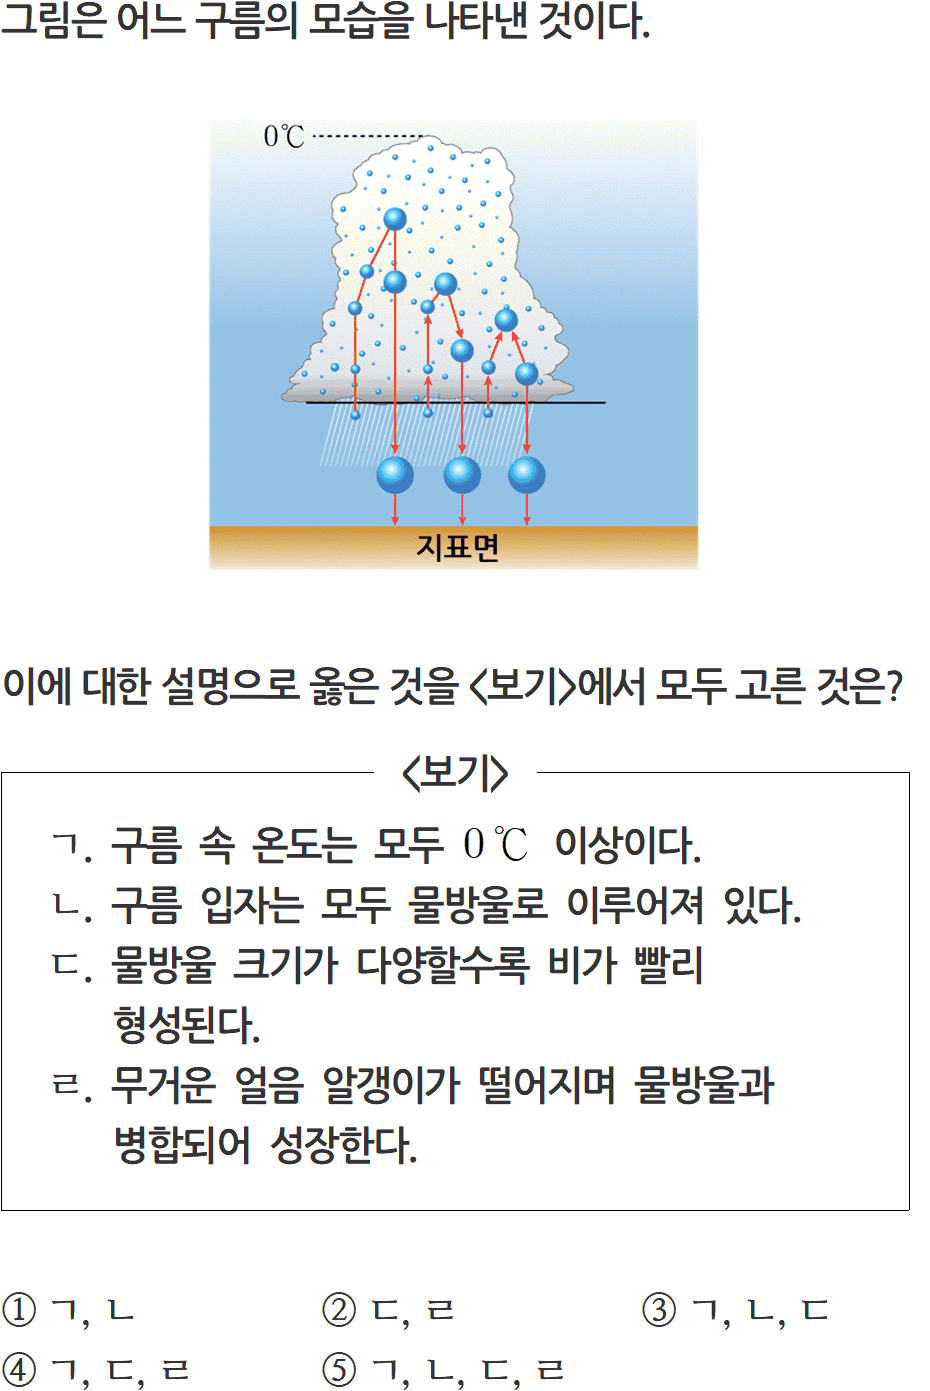 그림은 어느 구름의 모습을 나타낸 것이다.
0℃
지표면
이에 대한 설명으로 옳은 것을 <보기>에서 모두 고른 것은?
<보기>
ㄱ. 구름 속 온도는 모두 0℃ 이상이다.
ㄴ. 구름 입자는 모두 물방울로 이루어져 있다.
ㄷ. 물방울 크기가 다양할수록 비가 빨리
형성된다.
ㄹ. 무거운 얼음 알갱이가 떨어지며 물방울과
병합되어 성장한다.
① ㄱ, ㄴ ② ㄷ, ㄹ ③ ㄱ, ㄴ, ㄷ
④ ㄱ, ㄷ, ㄹ ⑤ ㄱ, ㄴ, ㄷ, ㄹ